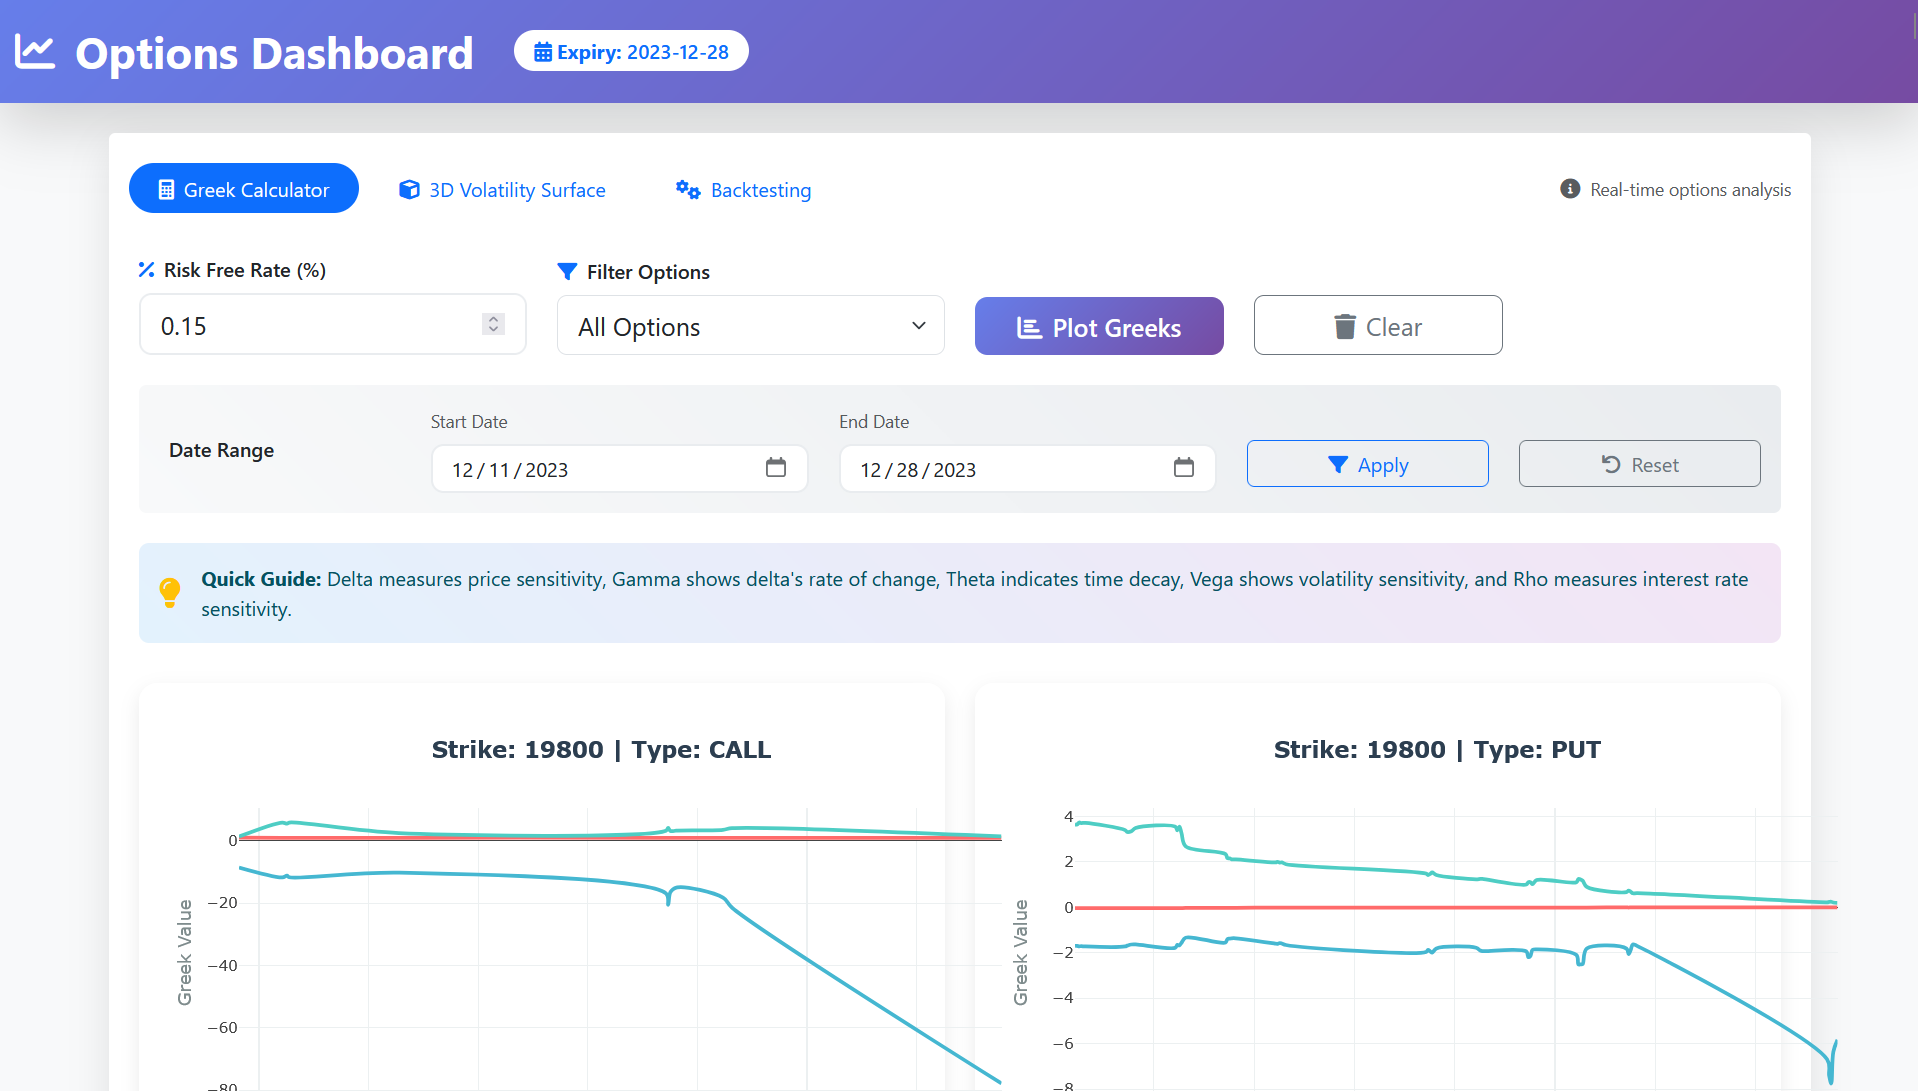 Options Dashboard
Expiry: 2023-12-28
Greek Calculator
3D Volatility Surface
Backtesting
Real-time options analysis
Risk Free Rate (%)
Filter Options
0.15
All Options
Plot Greeks
Clear
Date Range
Start Date
12/11/2023
End Date
12/28/2023
Apply
Reset
Quick Guide: Delta measures price sensitivity, Gamma shows delta's rate of change, Theta indicates time decay, Vega shows volatility sensitivity, and Rho measures interest rate
sensitivity.
Strike: 19800 | Type: CALL
0
−20
−40
−60
−80
Greek Value
Strike: 19800 | Type: PUT
4
2
0
−2
−4
−6
−8
Greek Value